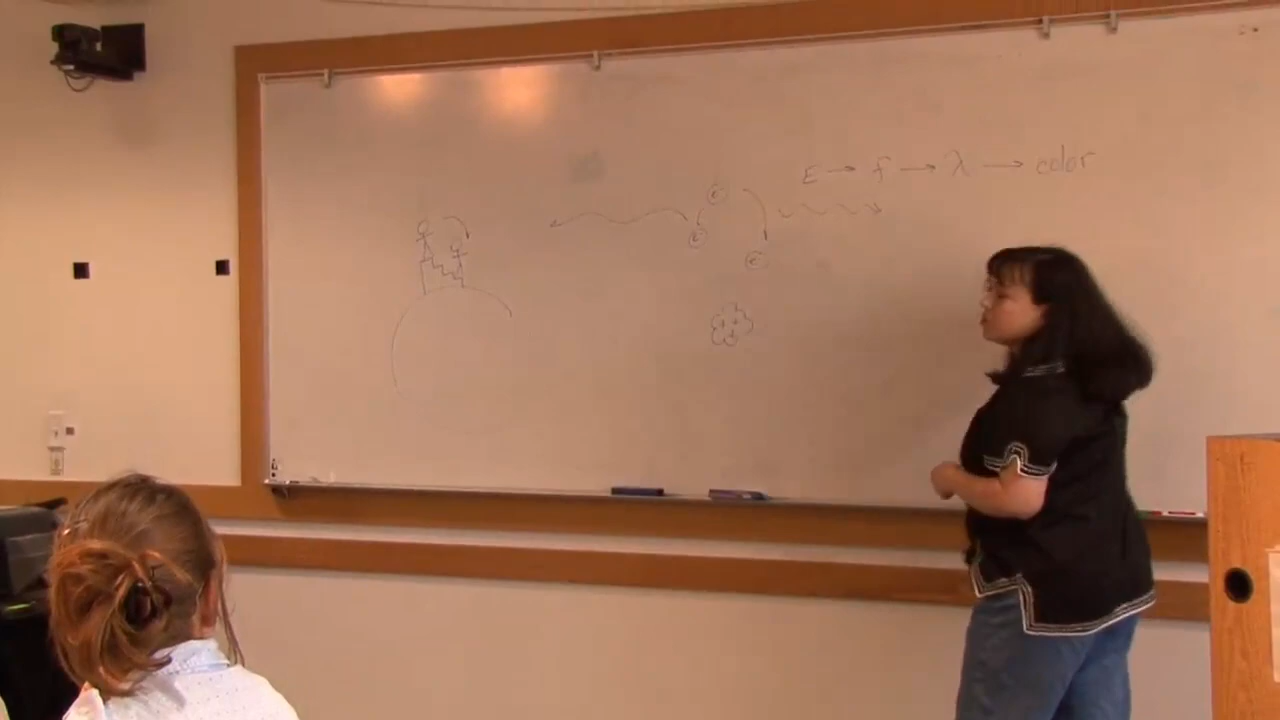 E → f → λ → color
e⁻
e⁻
e⁻
+ + +